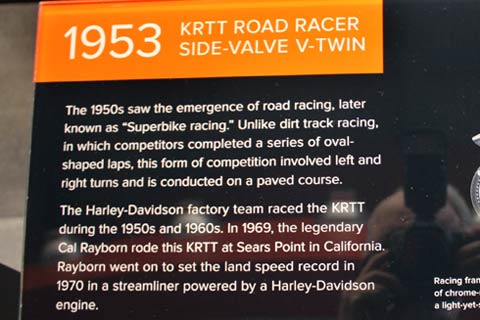 1953 KRTT ROAD RACER
SIDE-VALVE V-TWIN
The 1950s saw the emergence of road racing, later
known as “Superbike racing.” Unlike dirt track racing,
in which competitors completed a series of oval-
shaped laps, this form of competition involved left and
right turns and is conducted on a paved course.
The Harley-Davidson factory team raced the KRTT
during the 1950s and 1960s. In 1969, the legendary
Cal Rayborn rode this KRTT at Sears Point in California.
Rayborn went on to set the land speed record in
1970 in a streamliner powered by a Harley-Davidson
engine.
Racing fran
of chrome-
a light-yet-s